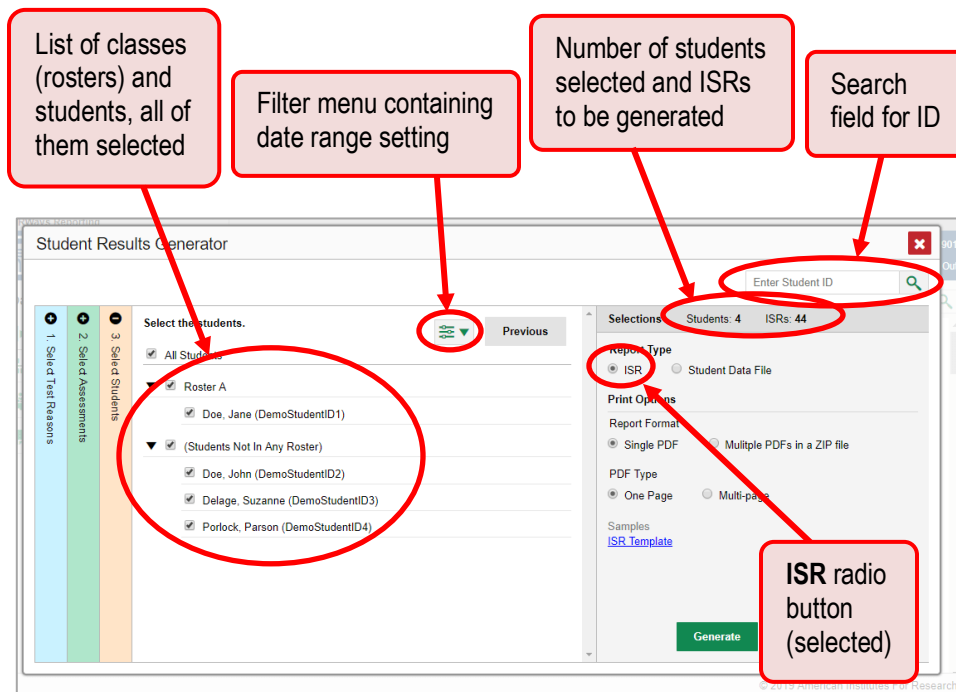 List of classes
(rosters) and
students, all of
them selected
Filter menu containing
date range setting
Number of students
selected and ISRs
to be generated
Search
field for ID
Student Results Generator
Enter Student ID
1. Select Test Reasons
2. Select Assessments
3. Select Students
Select the students.
Previous
All Students
Roster A
Doe, Jane (DemoStudentID1)
(Students Not In Any Roster)
Doe, John (DemoStudentID2)
Delage, Suzanne (DemoStudentID3)
Porlock, Parson (DemoStudentID4)
Selections Students: 4 ISRs: 44
Report Type
ISR Student Data File
Print Options
Report Format
Single PDF Mulitple PDFs in a ZIP file
PDF Type
One Page Multi-page
Samples
ISR Template
Generate
ISR radio
button
(selected)
© 2019 American Institutes For Research